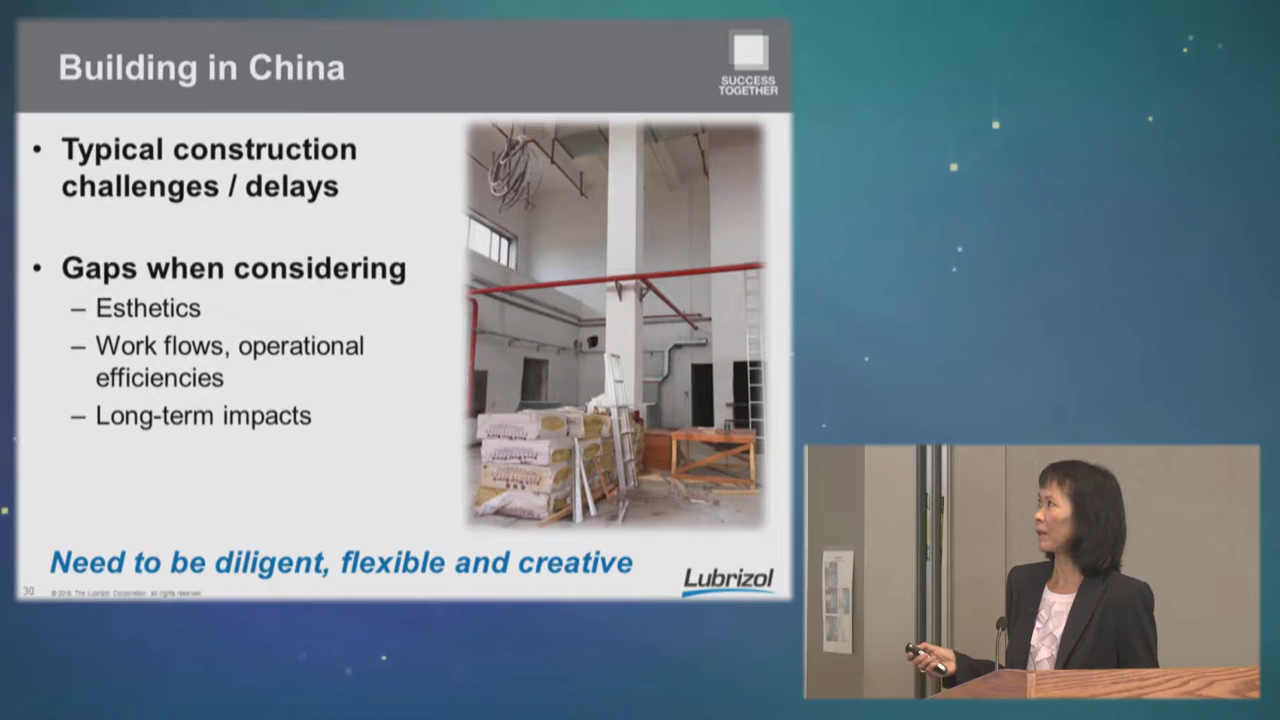 Building in China
SUCCESS
TOGETHER
• Typical construction
challenges / delays
• Gaps when considering
– Esthetics
– Work flows, operational
efficiencies
– Long-term impacts
Need to be diligent, flexible and creative
Lubrizol
30
© 2016 The Lubrizol Corporation, all rights reserved.